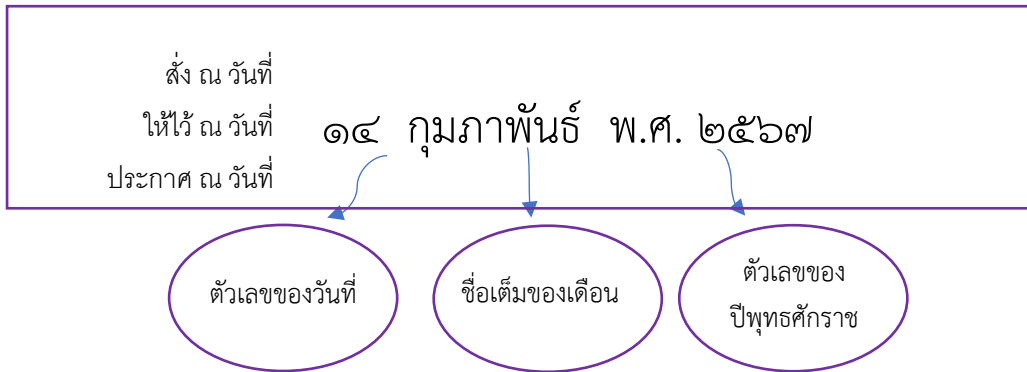 สั่ง ณ วันที่
ให้ไว้ ณ วันที่
ประกาศ ณ วันที่
๑๔ กุมภาพันธ์ พ.ศ. ๒๕๖๗
ตัวเลขของวันที่
ชื่อเต็มของเดือน
ตัวเลขของ
ปีพุทธศักราช